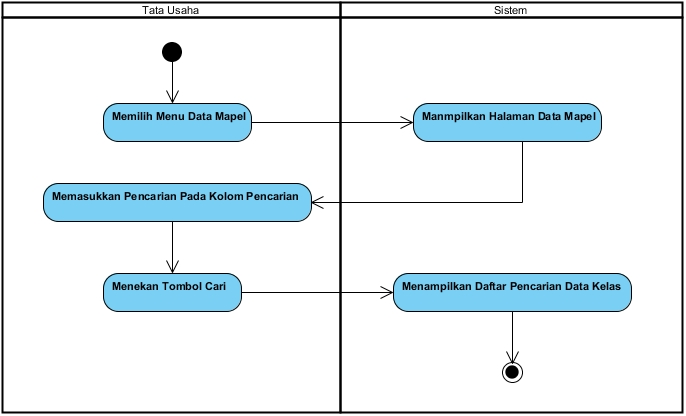 Tata Usaha
Sistem
Memilih Menu Data Mapel
Manmpilkan Halaman Data Mapel
Memasukkan Pencarian Pada Kolom Pencarian
Menekan Tombol Cari
Menampilkan Daftar Pencarian Data Kelas